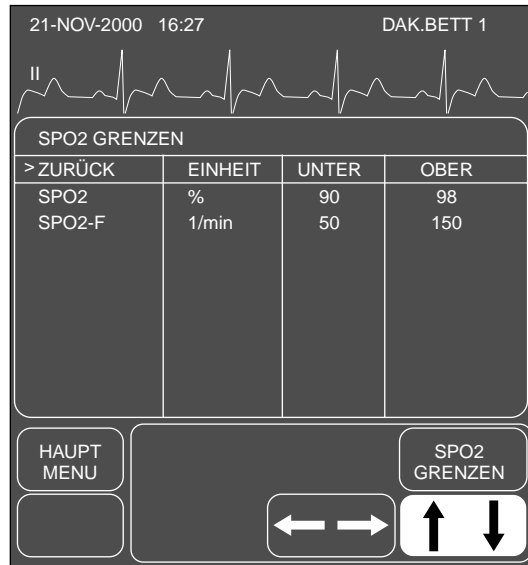 21-NOV-2000 16:27 DAK.BETT 1
II
SPO2 GRENZEN
>ZURÜCK EINHEIT UNTER OBER
SPO2 % 90 98
SPO2-F 1/min 50 150
HAUPT
MENU
SPO2
GRENZEN